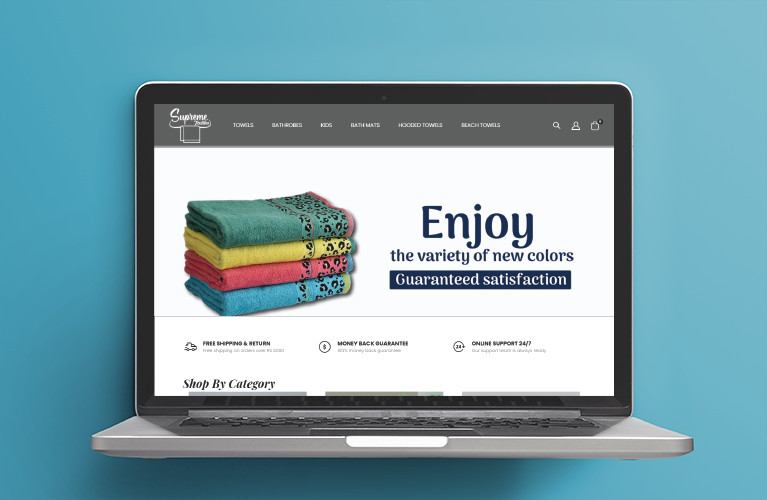 Supreme
TOWELS BATHROBES KIDS BATH MATS HOODED TOWELS BEACH TOWELS
Enjoy
the variety of new colors
Guaranteed satisfaction
FREE SHIPPING & RETURN
Free shipping on orders over RS 5000
MONEY BACK GUARANTEE
100% money back guarantee
ONLINE SUPPORT 24/7
Our support team is always ready
Shop By Category